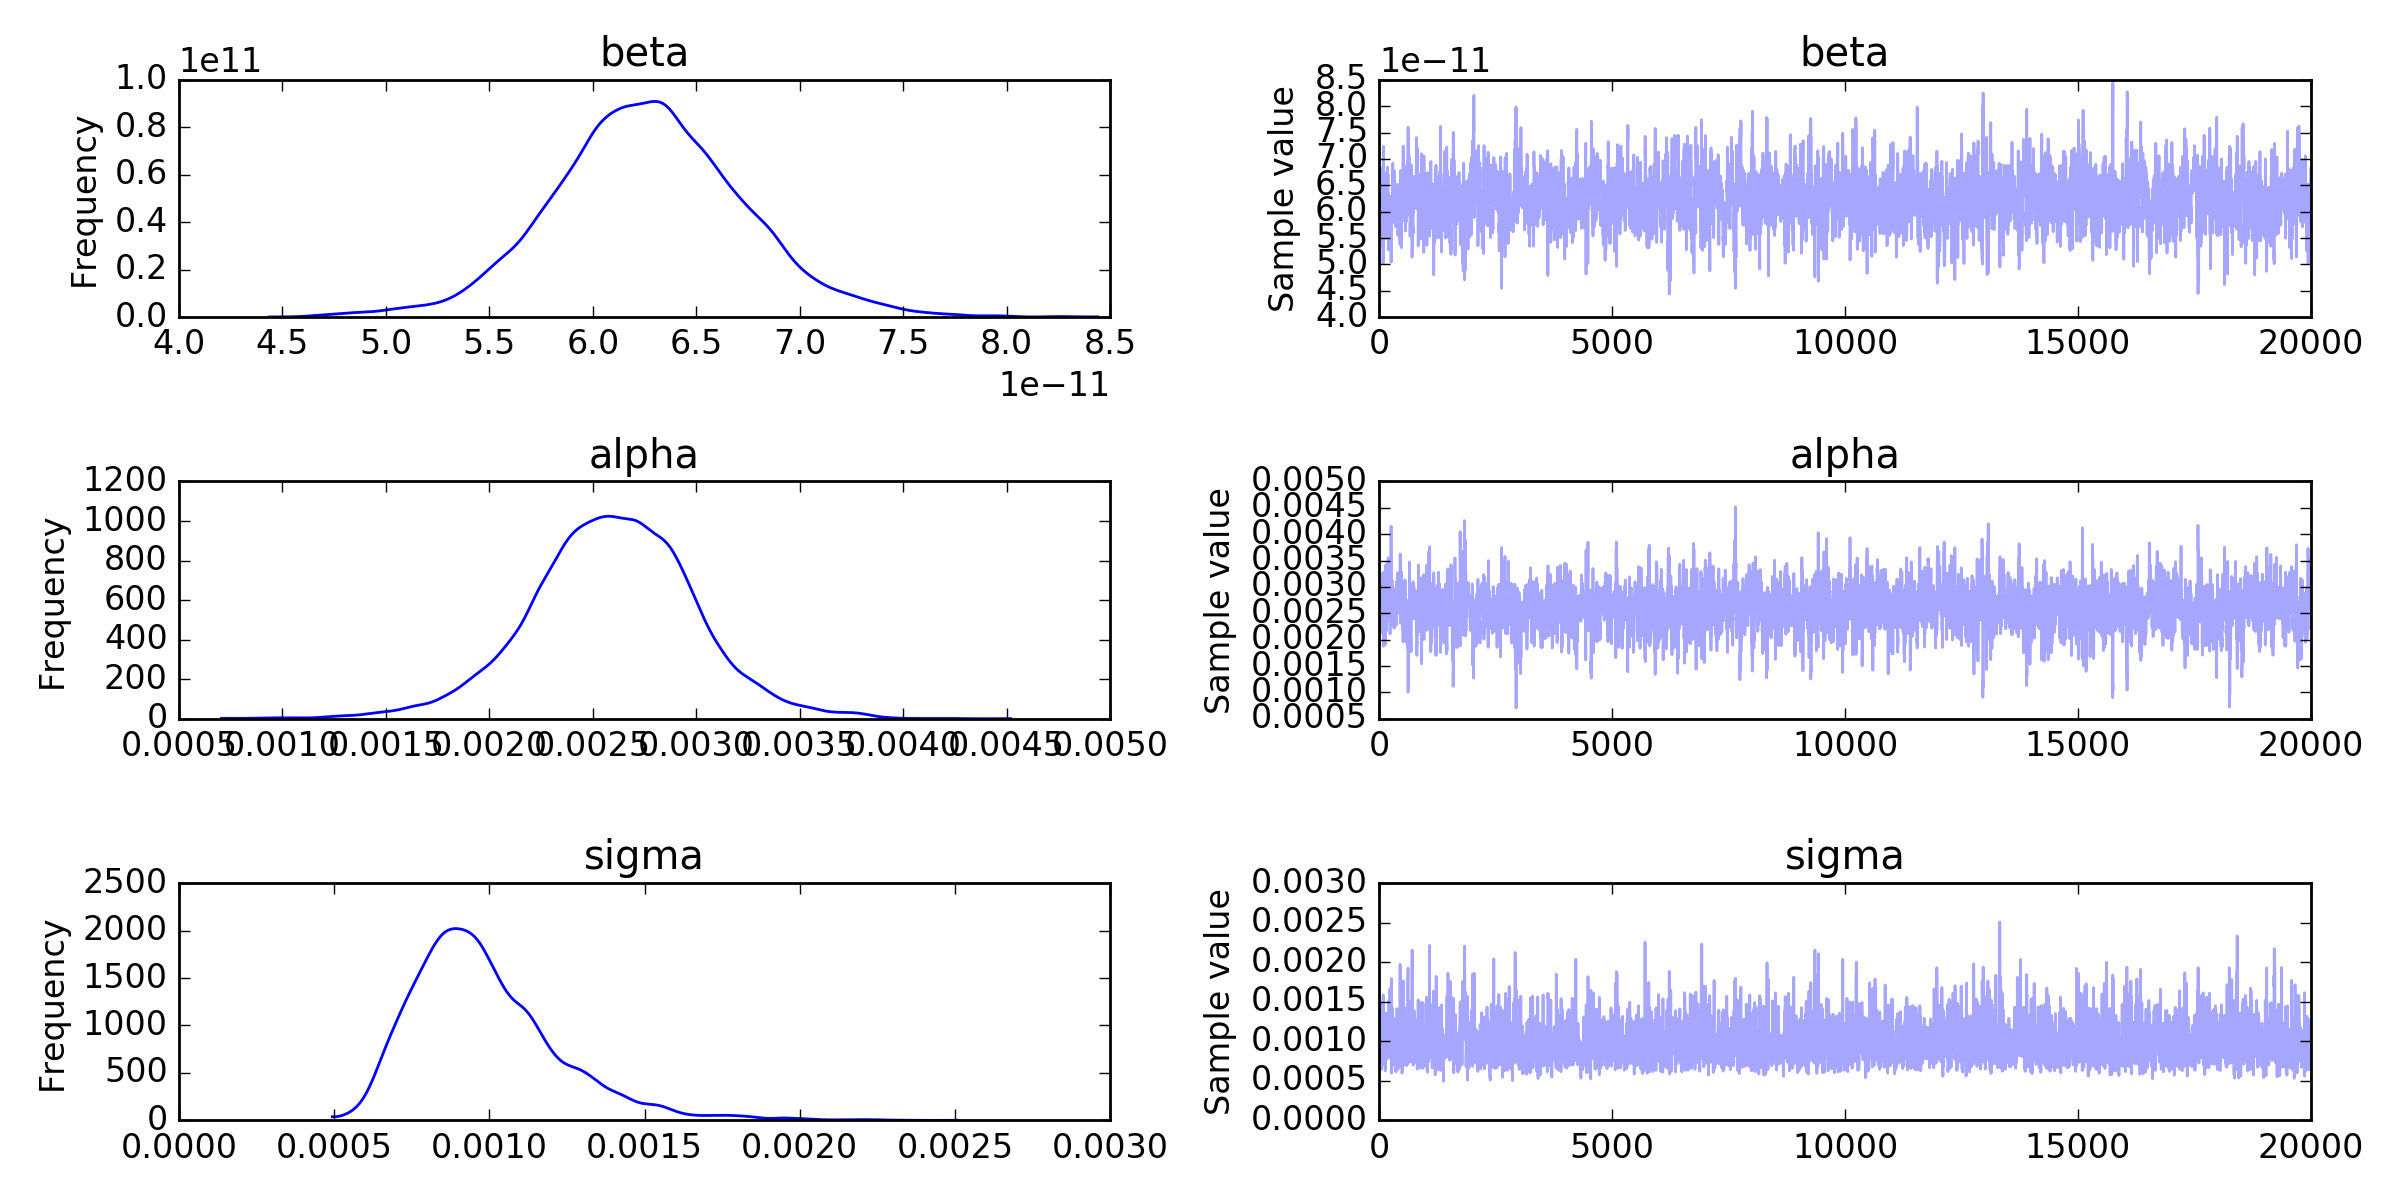 beta
1e11
1.0
0.8
0.6
0.4
0.2
0.0
Frequency
4.0 4.5 5.0 5.5 6.0 6.5 7.0 7.5 8.0 8.5
1e−11
beta
1e−11
8.5
8.0
7.5
7.0
6.5
6.0
5.5
5.0
4.5
4.0
Sample value
0 5000 10000 15000 20000
alpha
1200
1000
800
600
400
200
0
Frequency
0.0005 0.0010 0.0015 0.0020 0.0025 0.0030 0.0035 0.0040 0.0045 0.0050
alpha
0.0050
0.0045
0.0040
0.0035
0.0030
0.0025
0.0020
0.0015
0.0010
0.0005
Sample value
0 5000 10000 15000 20000
sigma
2500
2000
1500
1000
500
0
Frequency
0.0000 0.0005 0.0010 0.0015 0.0020 0.0025 0.0030
sigma
0.0030
0.0025
0.0020
0.0015
0.0010
0.0005
0.0000
Sample value
0 5000 10000 15000 20000